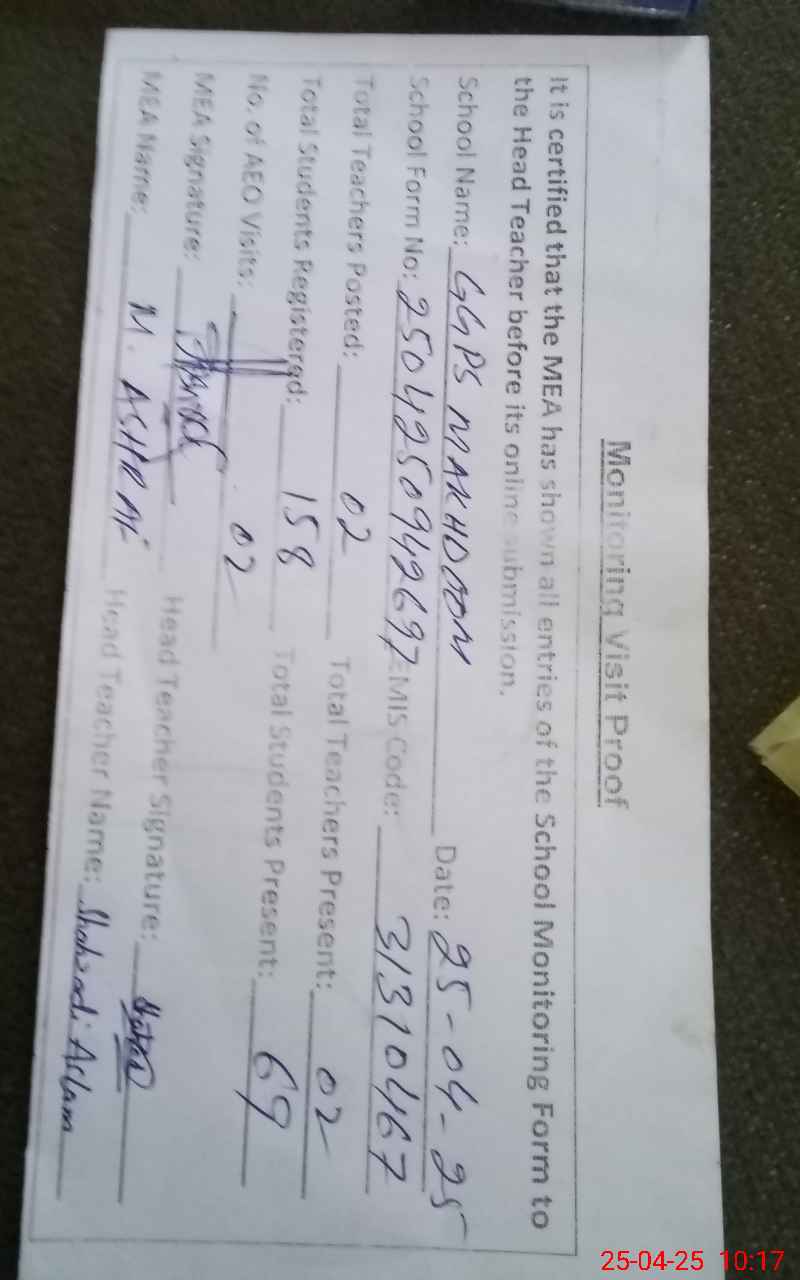 Monitoring Visit Proof
It is certified that the MEA has shown all entries of the School Monitoring Form to
the Head Teacher before its online submission.
School Name: GGPS MAKHDOOM Date: 25-04-25
School Form No: 2504250942697 EMIS Code: 31310467
Total Teachers Posted: 02 Total Teachers Present: 02
Total Students Registered: 158 Total Students Present: 69
No. of AEO Visits: 02
MEA Signature: Head Teacher Signature:
MEA Name: M. ASHRAF Head Teacher Name: Shahzadi Aslam
25-04-25 10:17